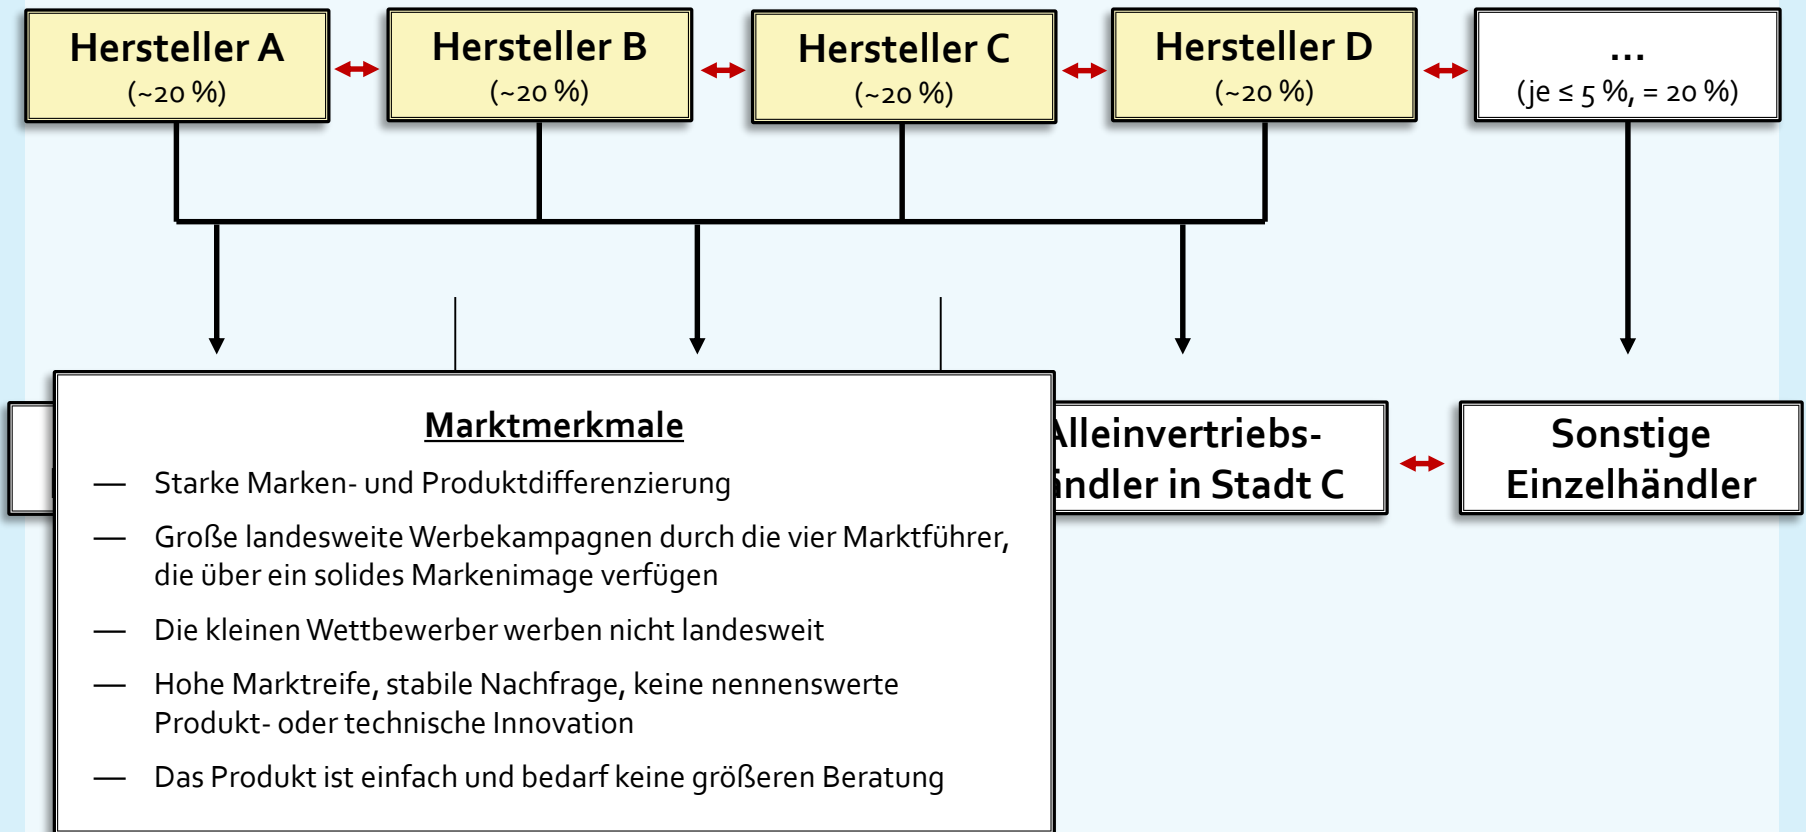 Hersteller A
(~20 %)
Hersteller B
(~20 %)
Hersteller C
(~20 %)
Hersteller D
(~20 %)
...
(je ≤ 5 %, = 20 %)
Marktmerkmale
— Starke Marken- und Produktdifferenzierung
— Große landesweite Werbekampagnen durch die vier Marktführer,
die über ein solides Markenimage verfügen
— Die kleinen Wettbewerber werben nicht landesweit
— Hohe Marktreife, stabile Nachfrage, keine nennenswerte
Produkt- oder technische Innovation
— Das Produkt ist einfach und bedarf keine größeren Beratung
Alleinvertriebs-
ändler in Stadt C
Sonstige
Einzelhändler